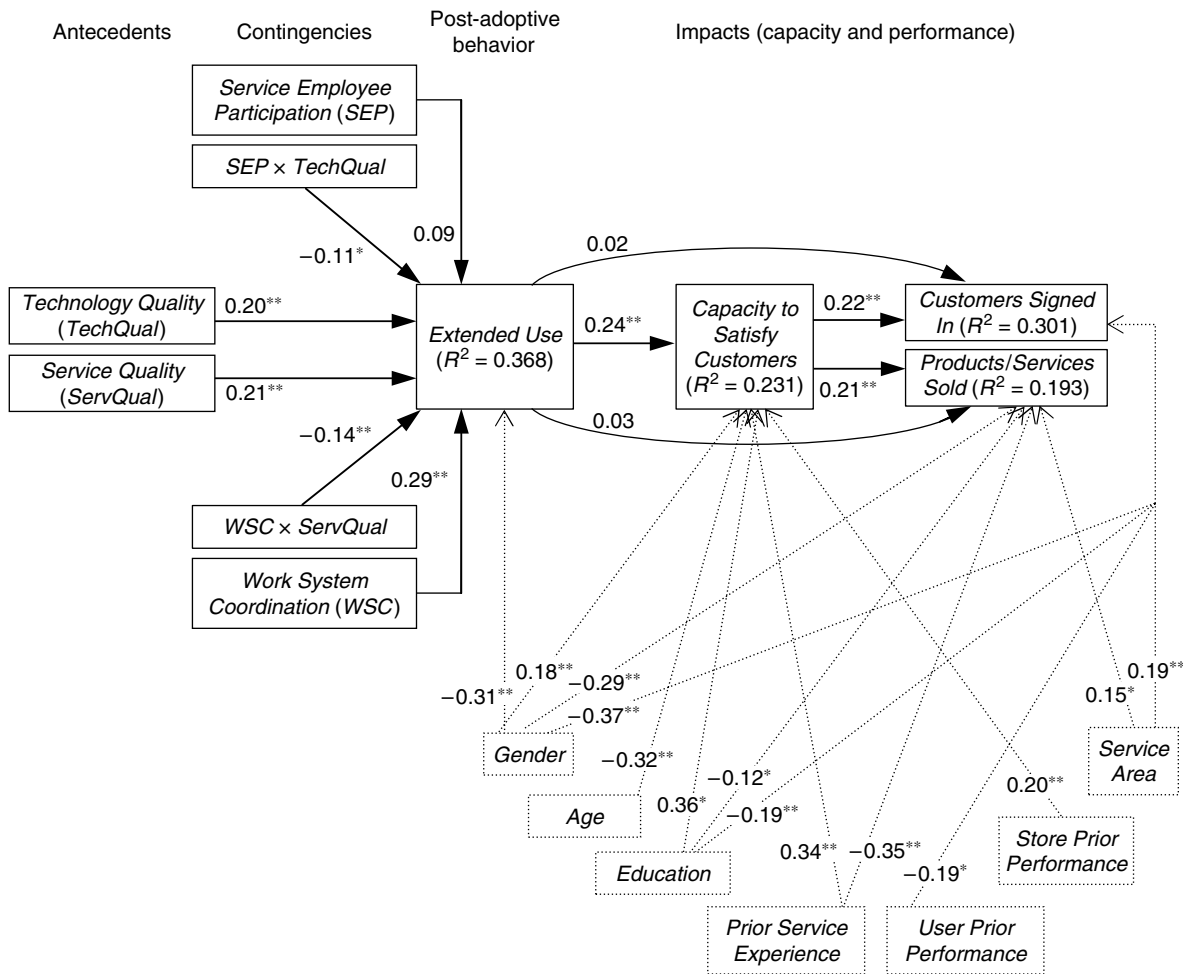 Antecedents
Contingencies
Post-adoptive
behavior
Impacts (capacity and performance)
Service Employee
Participation (SEP)
SEP × TechQual
0.09
−0.11*
0.02
Technology Quality
(TechQual)
0.20**
Service Quality
(ServQual)
0.21**
Extended Use
(R² = 0.368)
0.24**
Capacity to
Satisfy
Customers
(R² = 0.231)
0.22**
0.21**
Customers Signed
In (R² = 0.301)
Products/Services
Sold (R² = 0.193)
0.03
−0.14**
0.29**
WSC × ServQual
Work System
Coordination (WSC)
−0.31**
0.18**
−0.29**
−0.37**
Gender
−0.32**
Age
0.36*
−0.12*
−0.19**
Education
0.34**
−0.35**
Prior Service
Experience
−0.19*
User Prior
Performance
0.20**
Store Prior
Performance
0.15*
0.19**
Service
Area